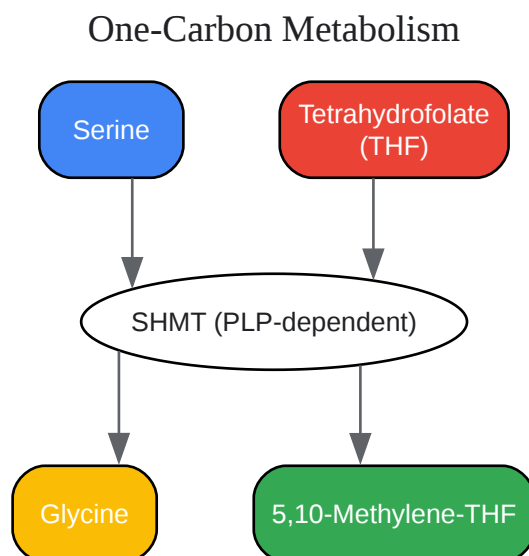 One-Carbon Metabolism
Serine
Tetrahydrofolate
(THF)
SHMT (PLP-dependent)
Glycine
5,10-Methylene-THF